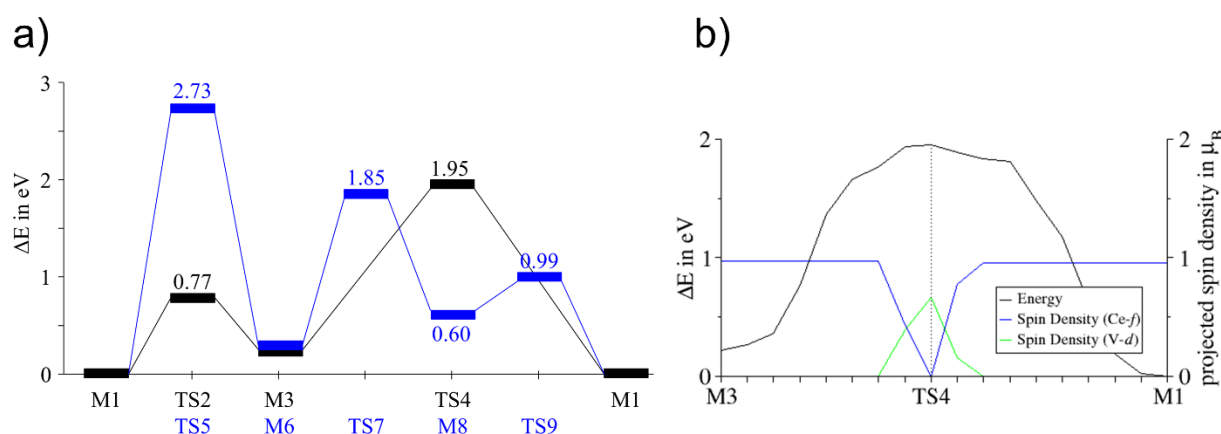 a)
3
2
1
0
ΔE in eV
2.73
0.77
1.85
1.95
0.60
0.99
M1 TS2 M3 TS4 M1
TS5 M6 TS7 M8 TS9
b)
2
1
0
ΔE in eV
2
1
0
projected spin density in μB
Energy
Spin Density (Ce-f)
Spin Density (V-d)
M3 TS4 M1